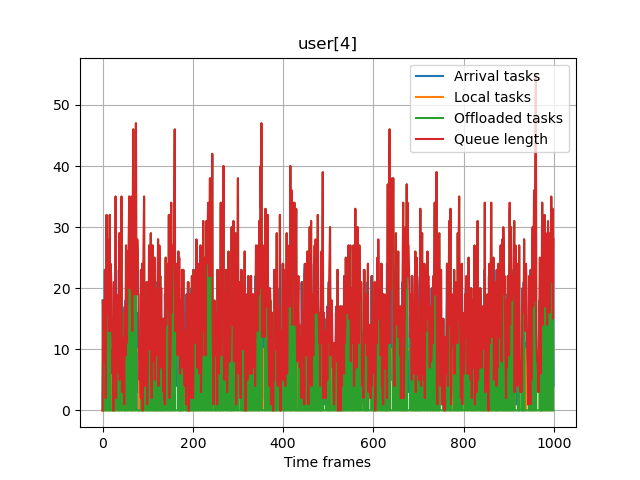 user[4]
Arrival tasks
Local tasks
Offloaded tasks
Queue length
50
40
30
20
10
0
0 200 400 600 800 1000
Time frames